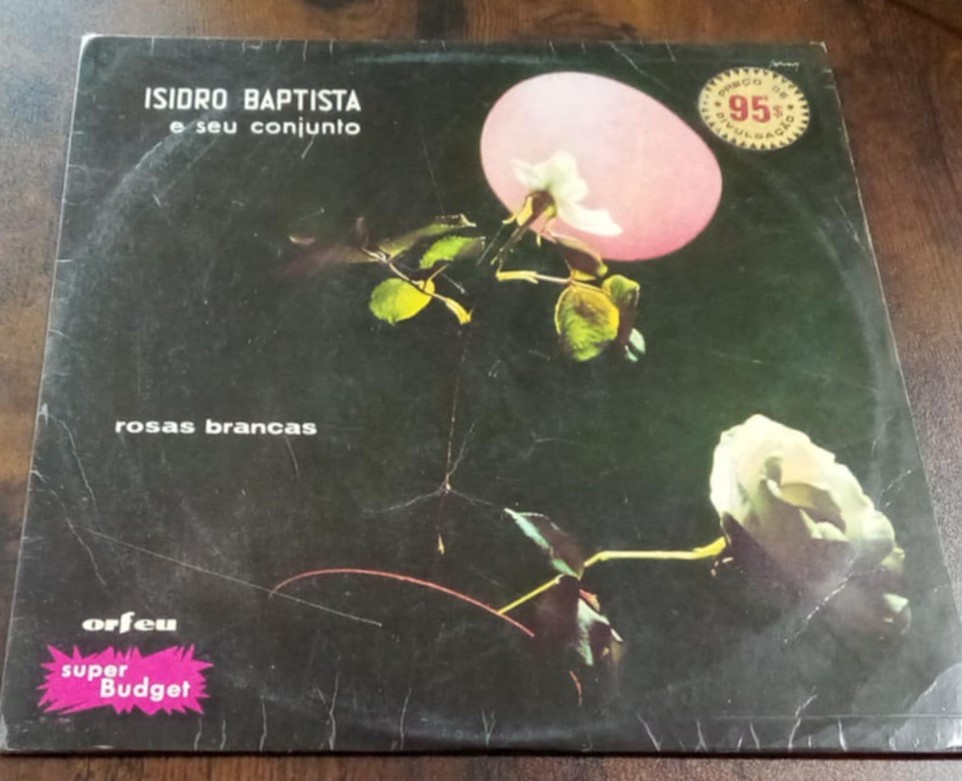 ISIDRO BAPTISTA
e seu conjunto
PREÇO DE
95$
DIVULGAÇÃO
rosas brancas
orfeu
super
Budget